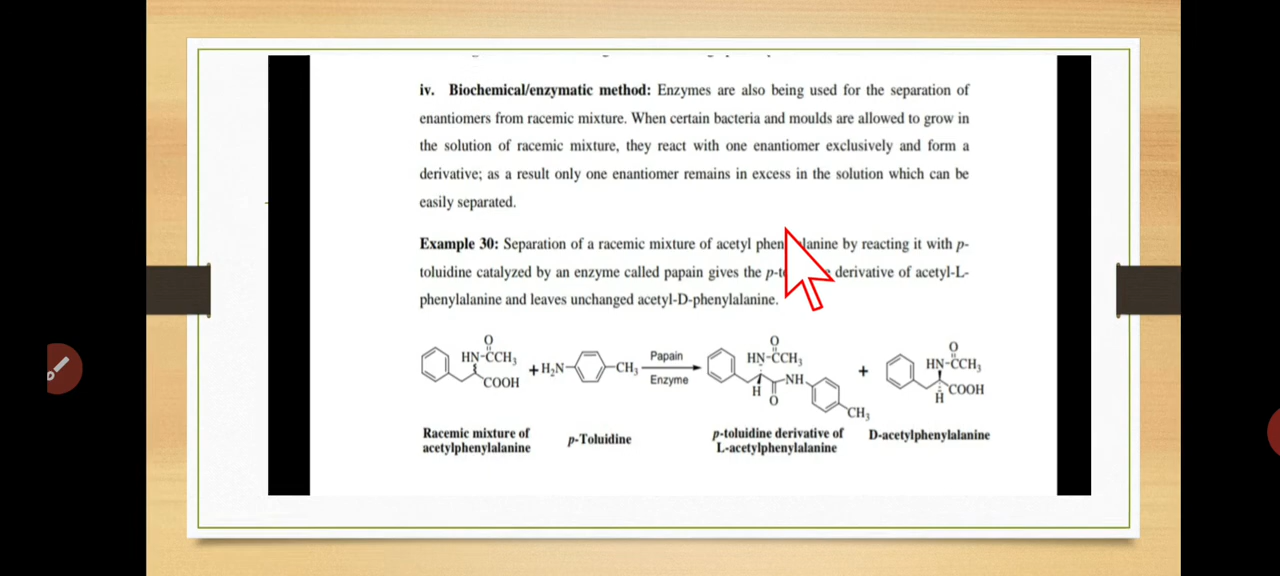 iv. Biochemical/enzymatic method: Enzymes are also being used for the separation of
enantiomers from racemic mixture. When certain bacteria and moulds are allowed to grow in
the solution of racemic mixture, they react with one enantiomer exclusively and form a
derivative; as a result only one enantiomer remains in excess in the solution which can be
easily separated.
Example 30: Separation of a racemic mixture of acetyl by reacting it with p-
toluidine catalyzed by an enzyme called papain gives the derivative of acetyl-L-
phenylalanine and leaves unchanged acetyl-D-phenylalanine.
O
HN-CCH3
COOH
+ H2N
CH3
Papain
Enzyme
O
HN-CCH3
H
NH
O
CH3
+
O
HN-CCH3
COOH
H
Racemic mixture of
acetylphenylalanine
p-Toluidine
p-toluidine derivative of
L-acetylphenylalanine
D-acetylphenylalanine